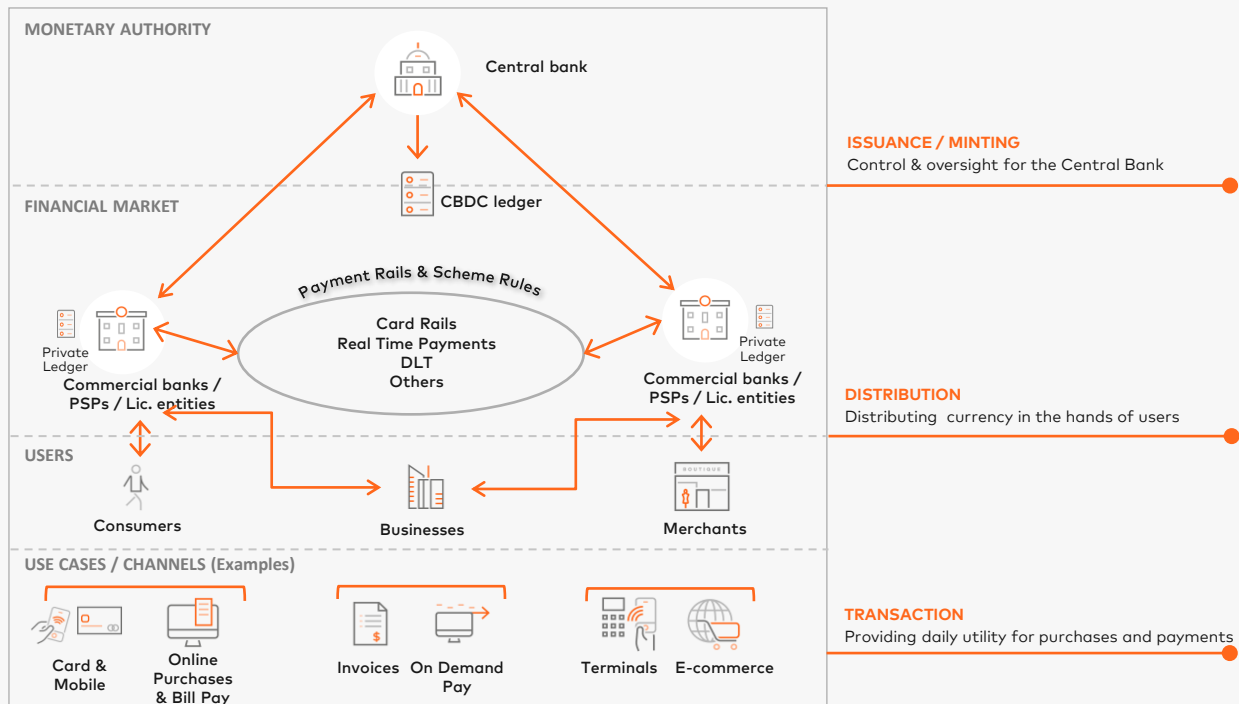 MONETARY AUTHORITY
Central bank
ISSUANCE / MINTING
Control & oversight for the Central Bank
CBDC ledger
FINANCIAL MARKET
Payment Rails & Scheme Rules
Card Rails
Real Time Payments
DLT
Others
Private
Ledger
Commercial banks /
PSPs / Lic. entities
Private
Ledger
Commercial banks /
PSPs / Lic. entities
DISTRIBUTION
Distributing currency in the hands of users
USERS
Consumers
Businesses
BOUTIQUE
Merchants
USE CASES / CHANNELS (Examples)
Card &
Mobile
Online
Purchases
& Bill Pay
$
Invoices
On Demand
Pay
Terminals
E-commerce
TRANSACTION
Providing daily utility for purchases and payments